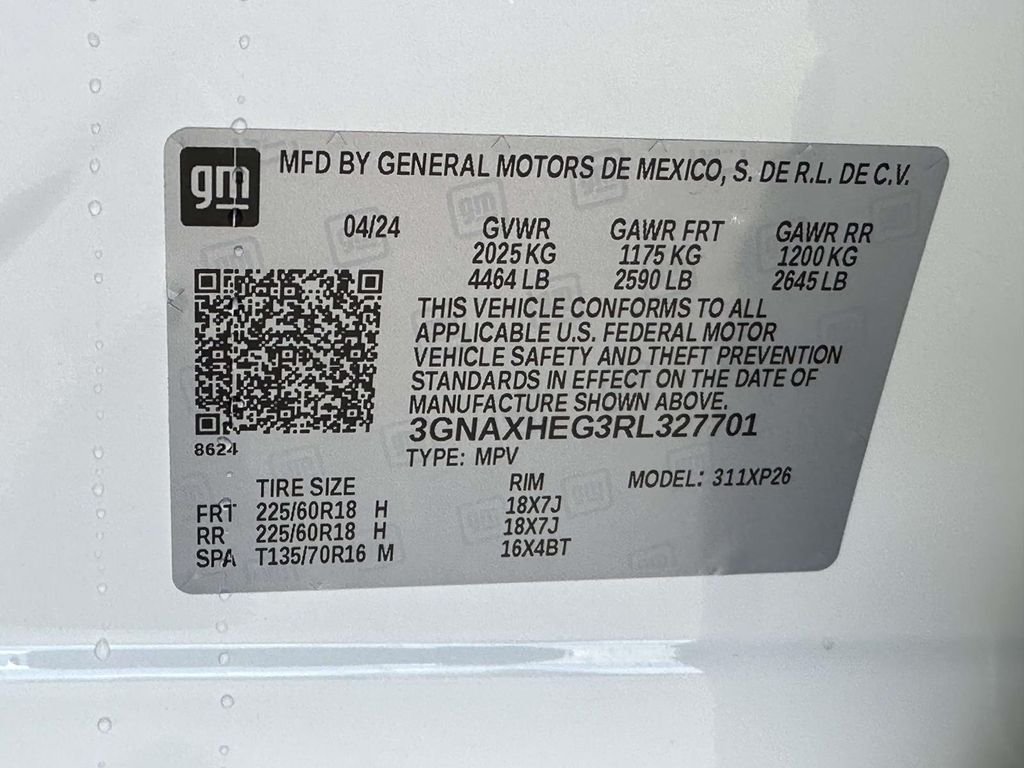 gm
MFD BY GENERAL MOTORS DE MEXICO, S. DE R.L. DE C.V.
04/24 GVWR GAWR FRT GAWR RR
2025 KG 1175 KG 1200 KG
4464 LB 2590 LB 2645 LB
THIS VEHICLE CONFORMS TO ALL
APPLICABLE U.S. FEDERAL MOTOR
VEHICLE SAFETY AND THEFT PREVENTION
STANDARDS IN EFFECT ON THE DATE OF
MANUFACTURE SHOWN ABOVE.
3GNAXHEG3RL327701
8624
TYPE: MPV
TIRE SIZE RIM MODEL: 311XP26
FRT 225/60R18 H 18X7J
RR 225/60R18 H 18X7J
SPA T135/70R16 M 16X4BT